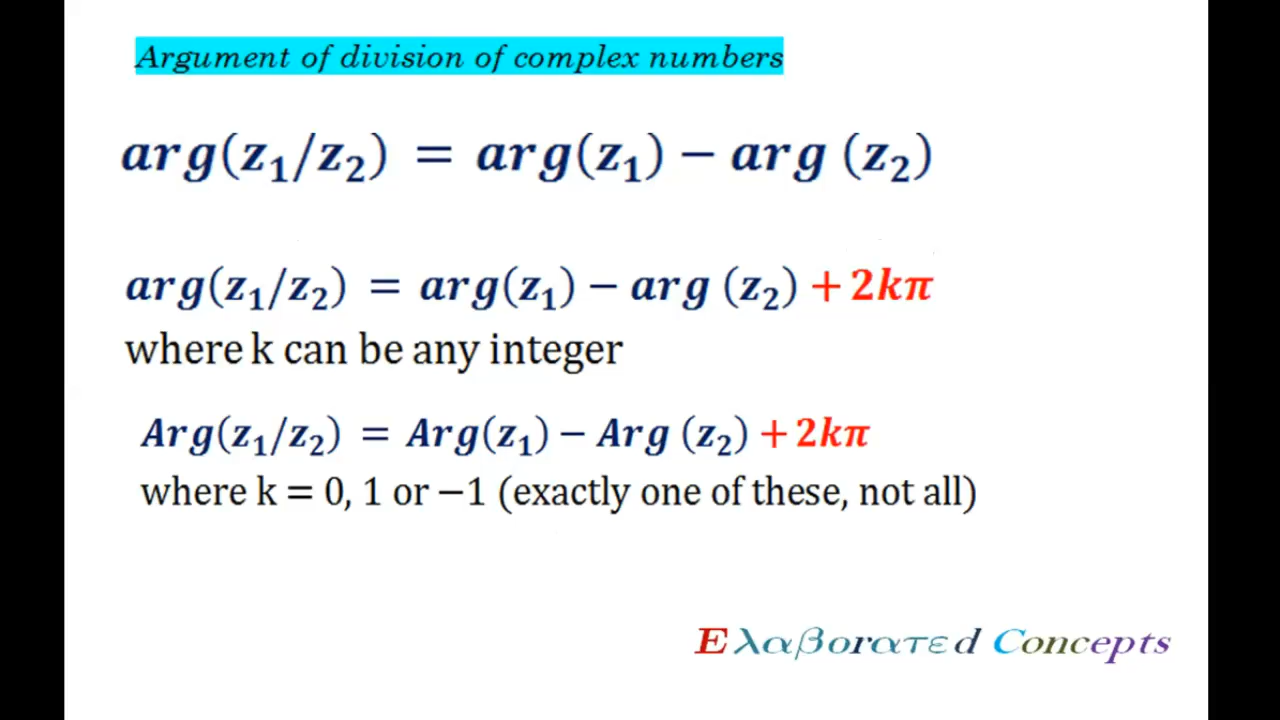 Argument of division of complex numbers
arg(z₁/z₂) = arg(z₁) − arg (z₂)
arg(z₁/z₂) = arg(z₁) − arg (z₂) + 2kπ
where k can be any integer
Arg(z₁/z₂) = Arg(z₁) − Arg (z₂) + 2kπ
where k = 0, 1 or −1 (exactly one of these, not all)
Eλαβοrατεd Concepts